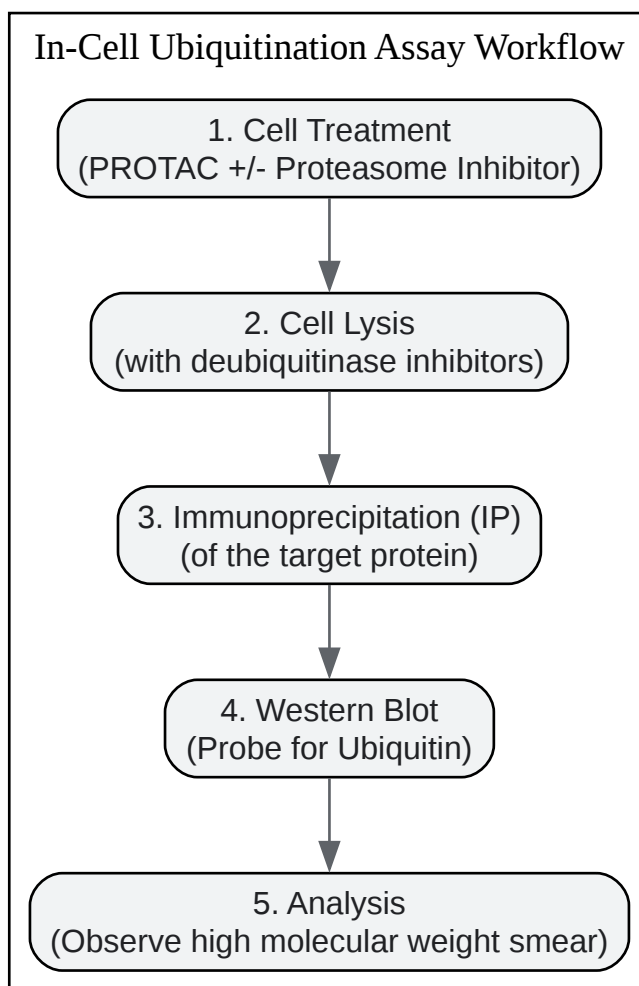 In-Cell Ubiquitination Assay Workflow
1. Cell Treatment
(PROTAC +/- Proteasome Inhibitor)
2. Cell Lysis
(with deubiquitinase inhibitors)
3. Immunoprecipitation (IP)
(of the target protein)
4. Western Blot
(Probe for Ubiquitin)
5. Analysis
(Observe high molecular weight smear)